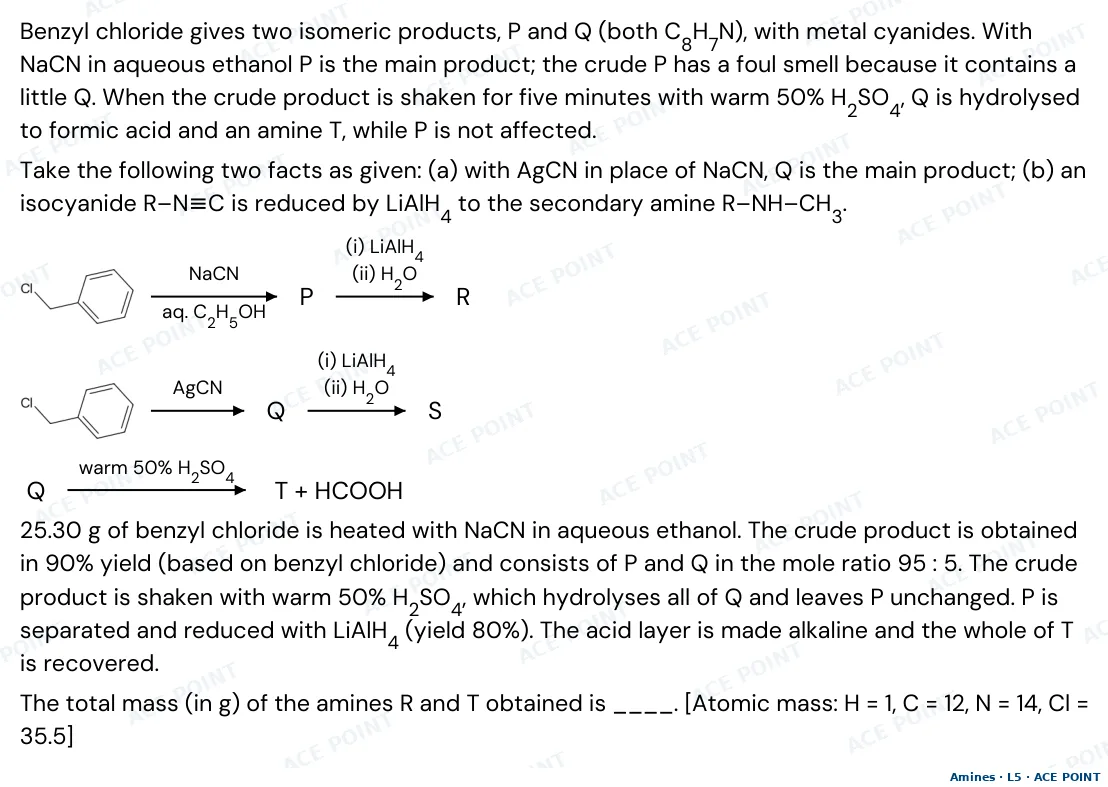 Benzyl chloride gives two isomeric products, P and Q (both C₈H₇N), with metal cyanides. With
NaCN in aqueous ethanol P is the main product; the crude P has a foul smell because it contains a
little Q. When the crude product is shaken for five minutes with warm 50% H₂SO₄, Q is hydrolysed
to formic acid and an amine T, while P is not affected.
Take the following two facts as given: (a) with AgCN in place of NaCN, Q is the main product; (b) an
isocyanide R–N≡C is reduced by LiAlH₄ to the secondary amine R–NH–CH₃.
(i) LiAlH₄
NaCN (ii) H₂O
Cl P R
aq. C₂H₅OH
(i) LiAlH₄
AgCN (ii) H₂O
Cl Q S
warm 50% H₂SO₄
Q T + HCOOH
25.30 g of benzyl chloride is heated with NaCN in aqueous ethanol. The crude product is obtained
in 90% yield (based on benzyl chloride) and consists of P and Q in the mole ratio 95 : 5. The crude
product is shaken with warm 50% H₂SO₄, which hydrolyses all of Q and leaves P unchanged. P is
separated and reduced with LiAlH₄ (yield 80%). The acid layer is made alkaline and the whole of T
is recovered.
The total mass (in g) of the amines R and T obtained is ____. [Atomic mass: H = 1, C = 12, N = 14, Cl =
35.5]
Amines · L5 · ACE POINT